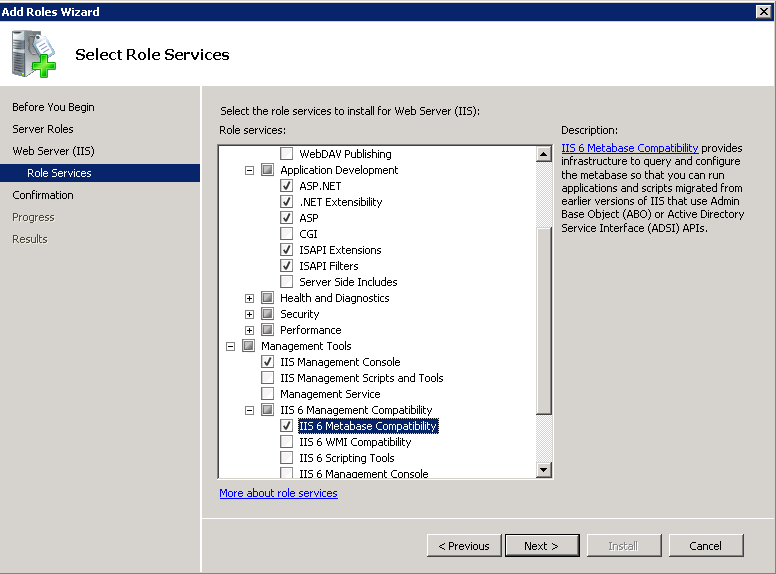 Add Roles Wizard
Select Role Services
Before You Begin
Server Roles
Web Server (IIS)
Role Services
Confirmation
Progress
Results
Select the role services to install for Web Server (IIS):
Role services:
WebDAV Publishing
Application Development
ASP.NET
.NET Extensibility
ASP
CGI
ISAPI Extensions
ISAPI Filters
Server Side Includes
Health and Diagnostics
Security
Performance
Management Tools
IIS Management Console
IIS Management Scripts and Tools
Management Service
IIS 6 Management Compatibility
IIS 6 Metabase Compatibility
IIS 6 WMI Compatibility
IIS 6 Scripting Tools
IIS 6 Management Console
More about role services
Description:
IIS 6 Metabase Compatibility provides
infrastructure to query and configure
the metabase so that you can run
applications and scripts migrated from
earlier versions of IIS that use Admin
Base Object (ABO) or Active Directory
Service Interface (ADSI) APIs.
< Previous
Next >
Install
Cancel